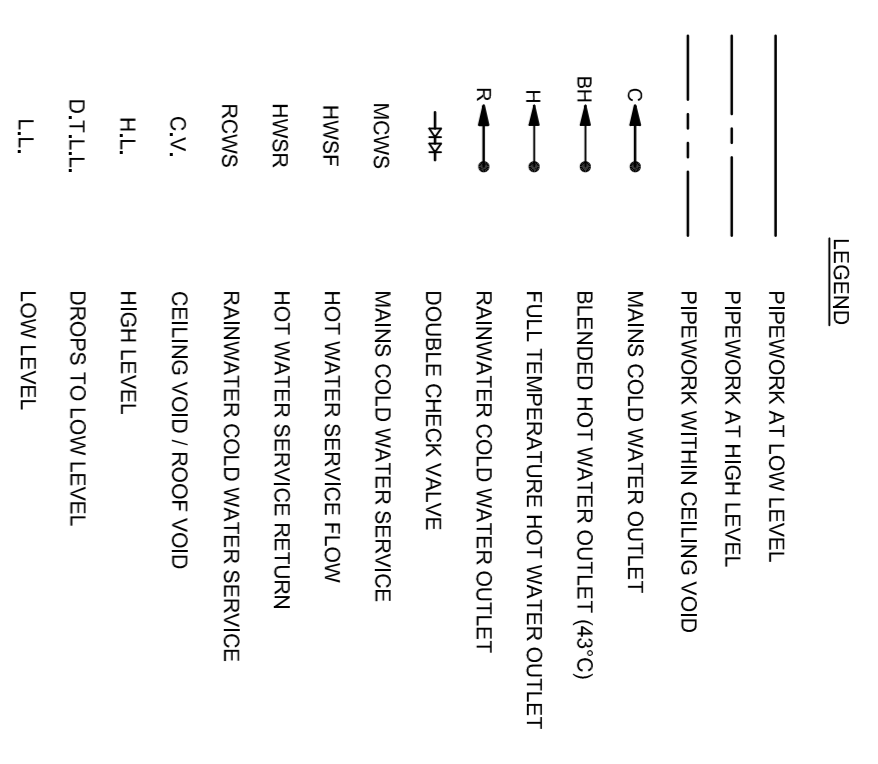 LEGEND
PIPEWORK AT LOW LEVEL
PIPEWORK AT HIGH LEVEL
PIPEWORK WITHIN CEILING VOID
C MAINS COLD WATER OUTLET
BH BLENDED HOT WATER OUTLET (43°C)
H FULL TEMPERATURE HOT WATER OUTLET
R RAINWATER COLD WATER OUTLET
DOUBLE CHECK VALVE
MCWS MAINS COLD WATER SERVICE
HWSF HOT WATER SERVICE FLOW
HWSR HOT WATER SERVICE RETURN
RCWS RAINWATER COLD WATER SERVICE
C.V. CEILING VOID / ROOF VOID
H.L. HIGH LEVEL
D.T.L.L. DROPS TO LOW LEVEL
L.L. LOW LEVEL